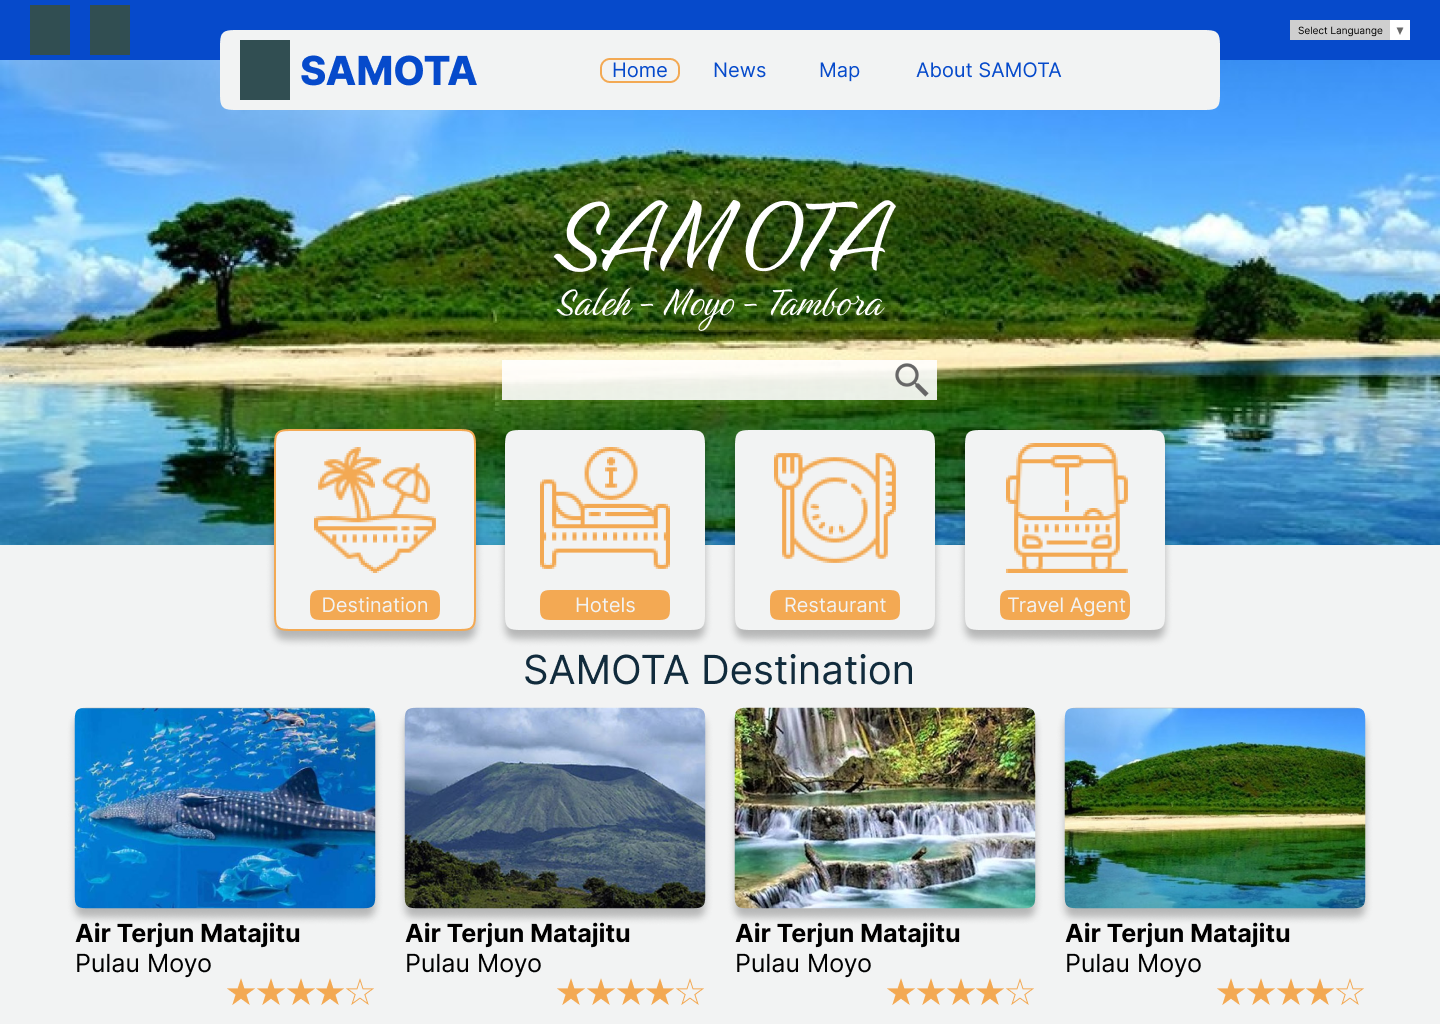 Select Languange ▼
SAMOTA
Home News Map About SAMOTA
SAMOTA
Saleh - Moyo - Tambora
Destination
Hotels
Restaurant
Travel Agent
SAMOTA Destination
Air Terjun Matajitu
Pulau Moyo
★★★★☆
Air Terjun Matajitu
Pulau Moyo
★★★★☆
Air Terjun Matajitu
Pulau Moyo
★★★★☆
Air Terjun Matajitu
Pulau Moyo
★★★★☆